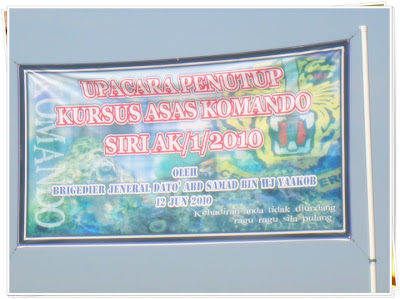 UPACARA PENUTUP
KURSUS ASAS KOMANDO
SIRI AK/1/2010
OLEH
BRIGEDIER JENERAL DATO' ABD SAMAD BIN HJ YAAKOB
12 JUN 2010
Kehadiran anda tidak diundang
ragu ragu sila pulang
KOMANDO